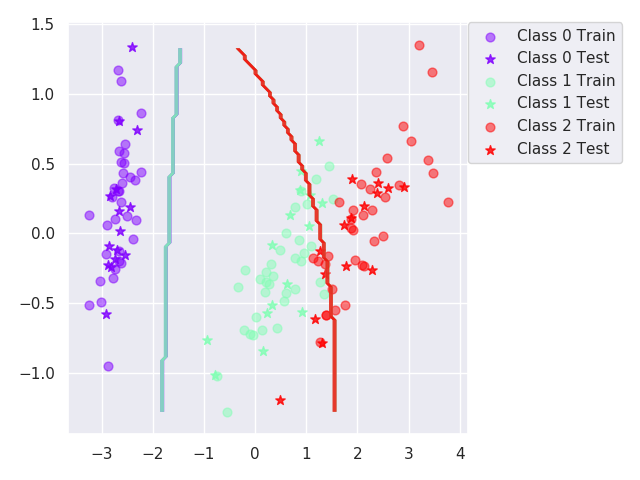 1.5
1.0
0.5
0.0
−0.5
−1.0
−3 −2 −1 0 1 2 3 4
Class 0 Train
Class 0 Test
Class 1 Train
Class 1 Test
Class 2 Train
Class 2 Test